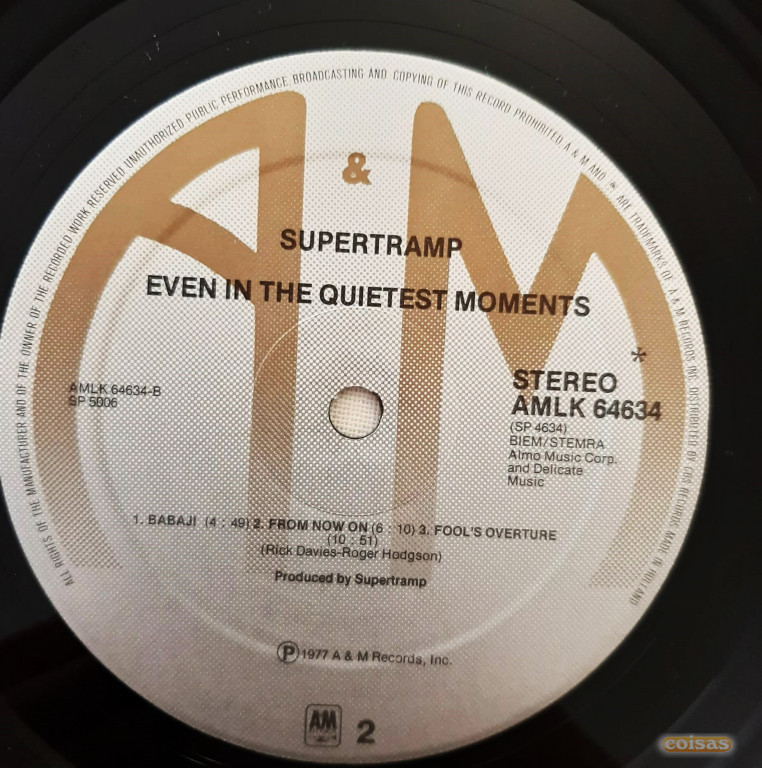 ALL RIGHTS OF THE MANUFACTURER AND OF THE OWNER OF THE RECORDED WORK RESERVED UNAUTHORIZED PUBLIC PERFORMANCE, BROADCASTING AND COPYING OF THIS RECORD PROHIBITED A & M AND ARE TRADEMARKS OF A & M RECORDS INC. DISTRIBUTED BY CBS RECORDS MADE IN HOLLAND
A & M
SUPERTRAMP
EVEN IN THE QUIETEST MOMENTS
*
AMLK 64634-B
SP 5006
STEREO
AMLK 64634
(SP 4634)
BIEM/STEMRA
Almo Music Corp.
and Delicate
Music
1. BABAJI (4 : 49) 2. FROM NOW ON (6 : 10) 3. FOOL'S OVERTURE
(10 : 51)
(Rick Davies-Roger Hodgson)
Produced by Supertramp
Ⓟ 1977 A & M Records, Inc.
AM 2
coisas